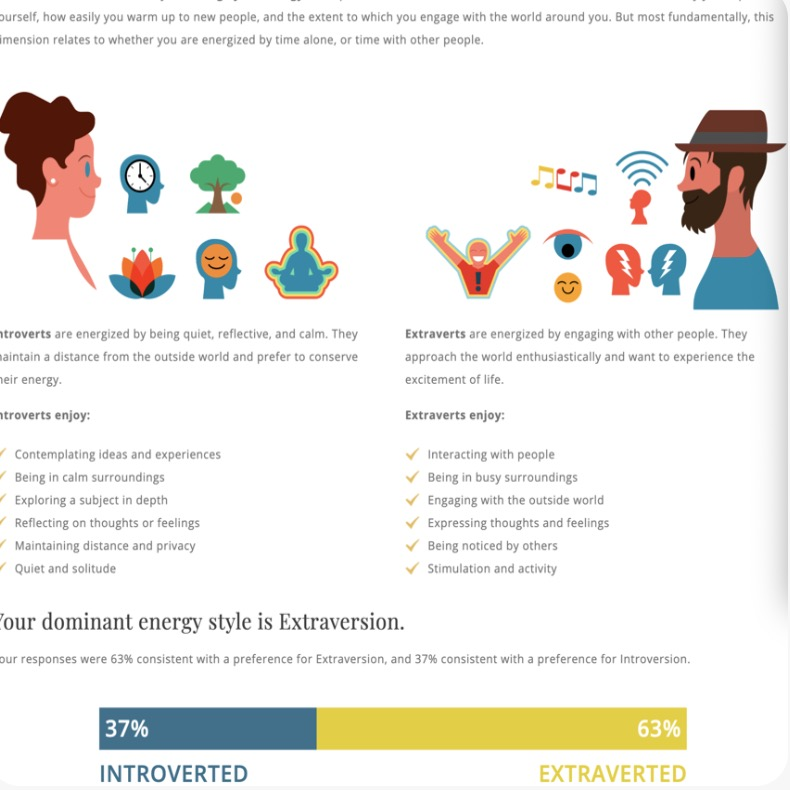 ourself, how easily you warm up to new people, and the extent to which you engage with the world around you. But most fundamentally, this
imension relates to whether you are energized by time alone, or time with other people.
ntroverts are energized by being quiet, reflective, and calm. They
aintain a distance from the outside world and prefer to conserve
heir energy.
ntroverts enjoy:
Contemplating ideas and experiences
Being in calm surroundings
Exploring a subject in depth
Reflecting on thoughts or feelings
Maintaining distance and privacy
Quiet and solitude
Extraverts are energized by engaging with other people. They
approach the world enthusiastically and want to experience the
excitement of life.
Extraverts enjoy:
Interacting with people
Being in busy surroundings
Engaging with the outside world
Expressing thoughts and feelings
Being noticed by others
Stimulation and activity
Your dominant energy style is Extraversion.
our responses were 63% consistent with a preference for Extraversion, and 37% consistent with a preference for Introversion.
37% 63%
INTROVERTED EXTRAVERTED